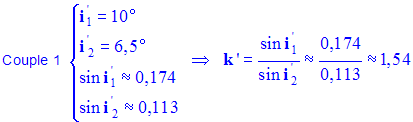 i'₁ = 10°
i'₂ = 6,5°
Couple 1 sin i'₁ ≈ 0,174 ⇒ k' = sin i'₁ / sin i'₂ ≈ 0,174 / 0,113 ≈ 1,54
sin i'₂ ≈ 0,113